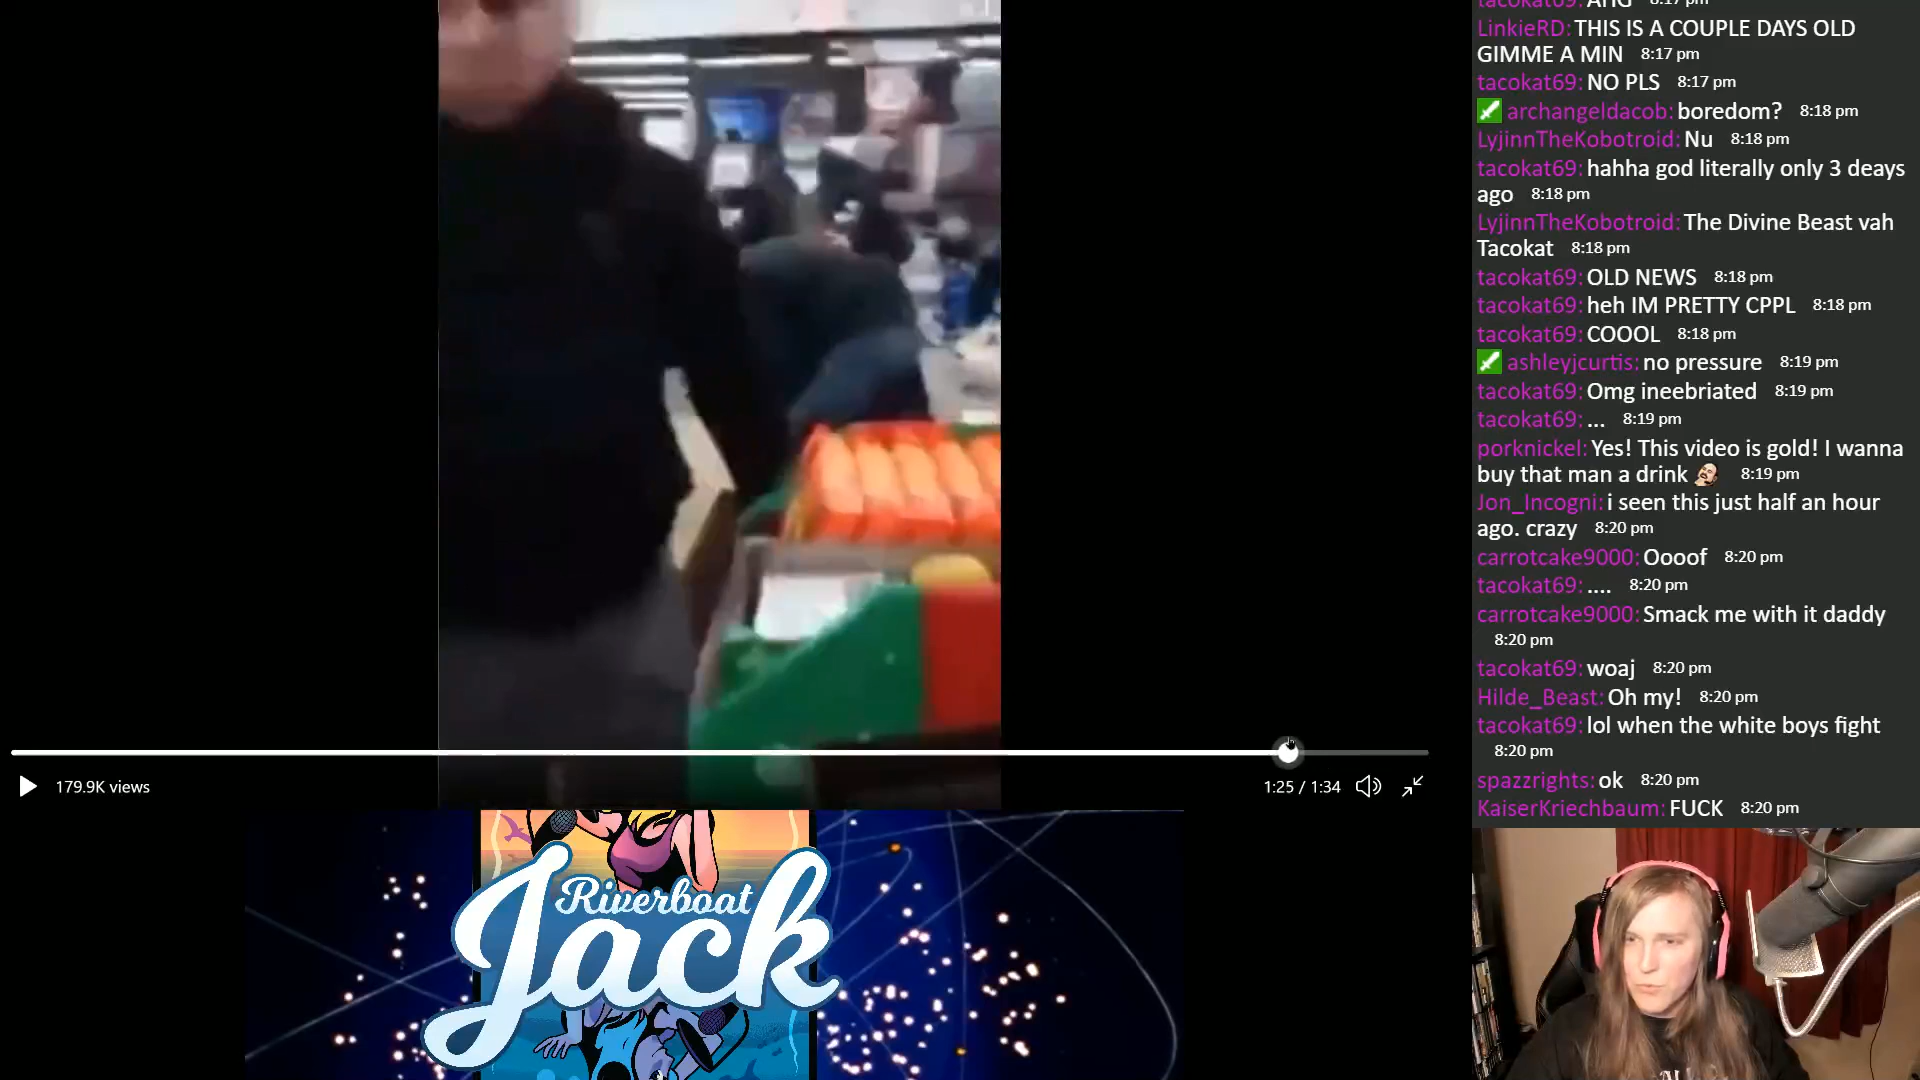 tacokat69: AHG 8:17 pm
LinkieRD: THIS IS A COUPLE DAYS OLD
GIMME A MIN 8:17 pm
tacokat69: NO PLS 8:17 pm
archangeldacob: boredom? 8:18 pm
LyjinnTheKobotroid: Nu 8:18 pm
tacokat69: hahha god literally only 3 deays
ago 8:18 pm
LyjinnTheKobotroid: The Divine Beast vah
Tacokat 8:18 pm
tacokat69: OLD NEWS 8:18 pm
tacokat69: heh IM PRETTY CPPL 8:18 pm
tacokat69: COOOL 8:18 pm
ashleyjcurtis: no pressure 8:19 pm
tacokat69: Omg ineebriated 8:19 pm
tacokat69: ... 8:19 pm
porknickel: Yes! This video is gold! I wanna
buy that man a drink 8:19 pm
Jon_Incogni: i seen this just half an hour
ago. crazy 8:20 pm
carrotcake9000: Oooof 8:20 pm
tacokat69: .... 8:20 pm
carrotcake9000: Smack me with it daddy
8:20 pm
tacokat69: woaj 8:20 pm
Hilde_Beast: Oh my! 8:20 pm
tacokat69: lol when the white boys fight
8:20 pm
spazzrights: ok 8:20 pm
KaiserKriechbaum: FUCK 8:20 pm
179.9K views
1:25 / 1:34
Riverboat
Jack